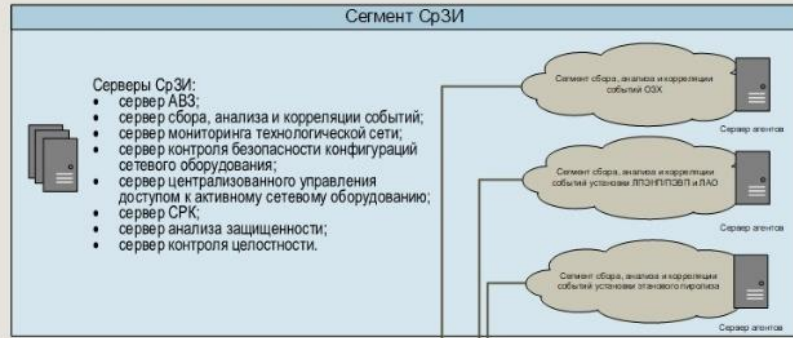 Сегмент СрЗИ
Серверы СрЗИ:
• сервер АВЗ;
• сервер сбора, анализа и корреляции событий;
• сервер мониторинга технологической сети;
• сервер контроля безопасности конфигураций
сетевого оборудования;
• сервер централизованного управления
доступом к активному сетевому оборудованию;
• сервер СРК;
• сервер анализа защищенности;
• сервер контроля целостности.
Сегмент сбора, анализа и корреляции
событий ОЗХ
Сервер агентов
Сегмент сбора, анализа и корреляции
событий установки ЛПЭНП/ПЭВП и ЛАО
Сервер агентов
Сегмент сбора, анализа и корреляции
событий установки этанового пиролиза
Сервер агентов